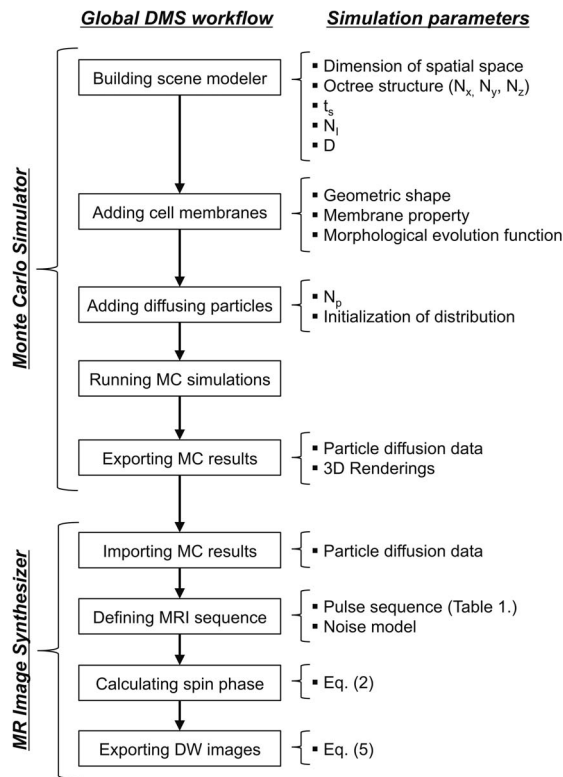 Global DMS workflow
Simulation parameters
Monte Carlo Simulator
Building scene modeler
▪ Dimension of spatial space
▪ Octree structure (Nx, Ny, Nz)
▪ ts
▪ Nl
▪ D
Adding cell membranes
▪ Geometric shape
▪ Membrane property
▪ Morphological evolution function
Adding diffusing particles
▪ Np
▪ Initialization of distribution
Running MC simulations
Exporting MC results
▪ Particle diffusion data
▪ 3D Renderings
MR Image Synthesizer
Importing MC results
▪ Particle diffusion data
Defining MRI sequence
▪ Pulse sequence (Table 1.)
▪ Noise model
Calculating spin phase
▪ Eq. (2)
Exporting DW images
▪ Eq. (5)